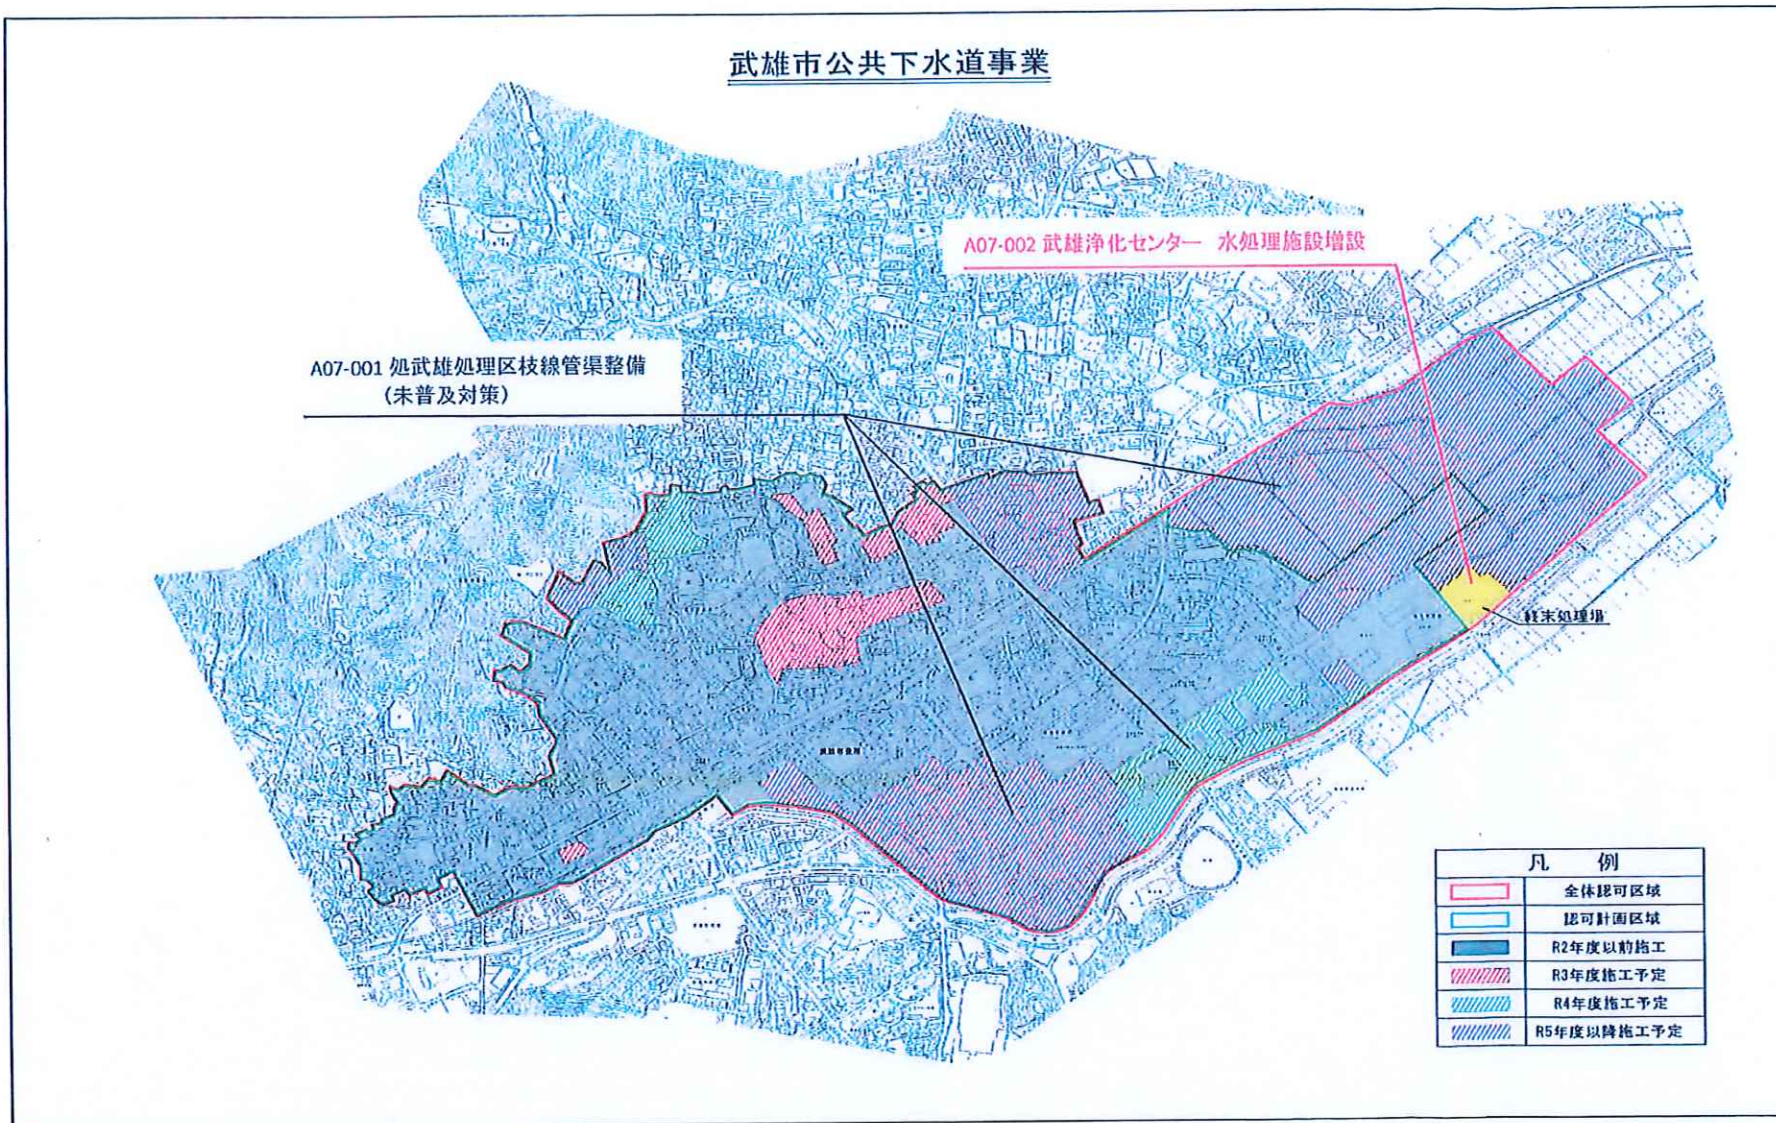 武雄市公共下水道事業
A07-002 武雄浄化センター 水処理施設増設
A07-001 処武雄処理区枝線管渠整備
(未普及対策)
終末処理場
武雄市役所
凡 例
全体認可区域
認可計画区域
R2年度以前施工
R3年度施工予定
R4年度施工予定
R5年度以降施工予定